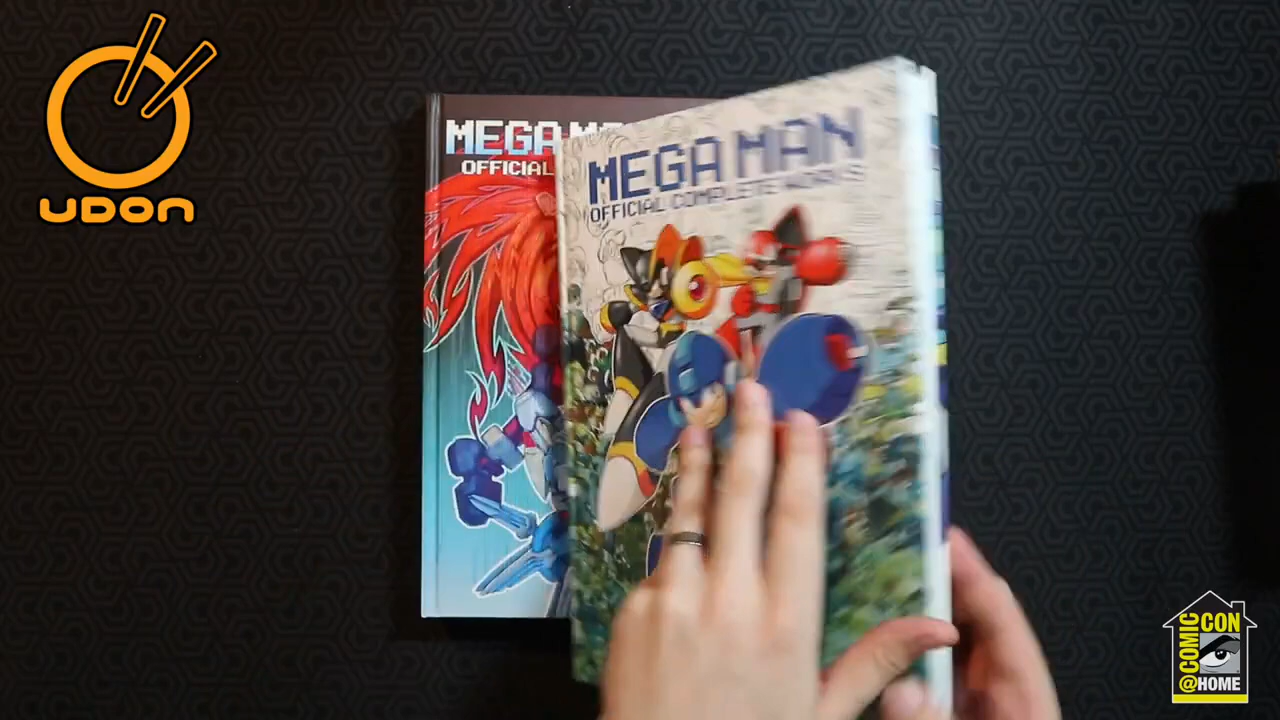 UDON
MEGA
OFFICIAL
MEGA MAN
OFFICIAL COMPLETE WORKS
COMIC CON
@HOME